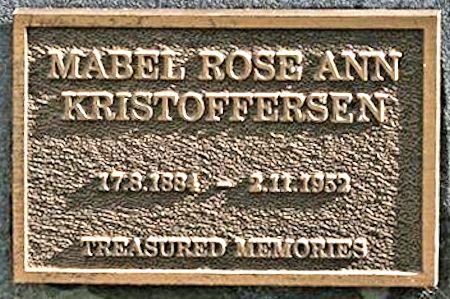 MABEL ROSE ANN
KRISTOFFERSEN
17.8.1884 – 2.11.1952
TREASURED MEMORIES